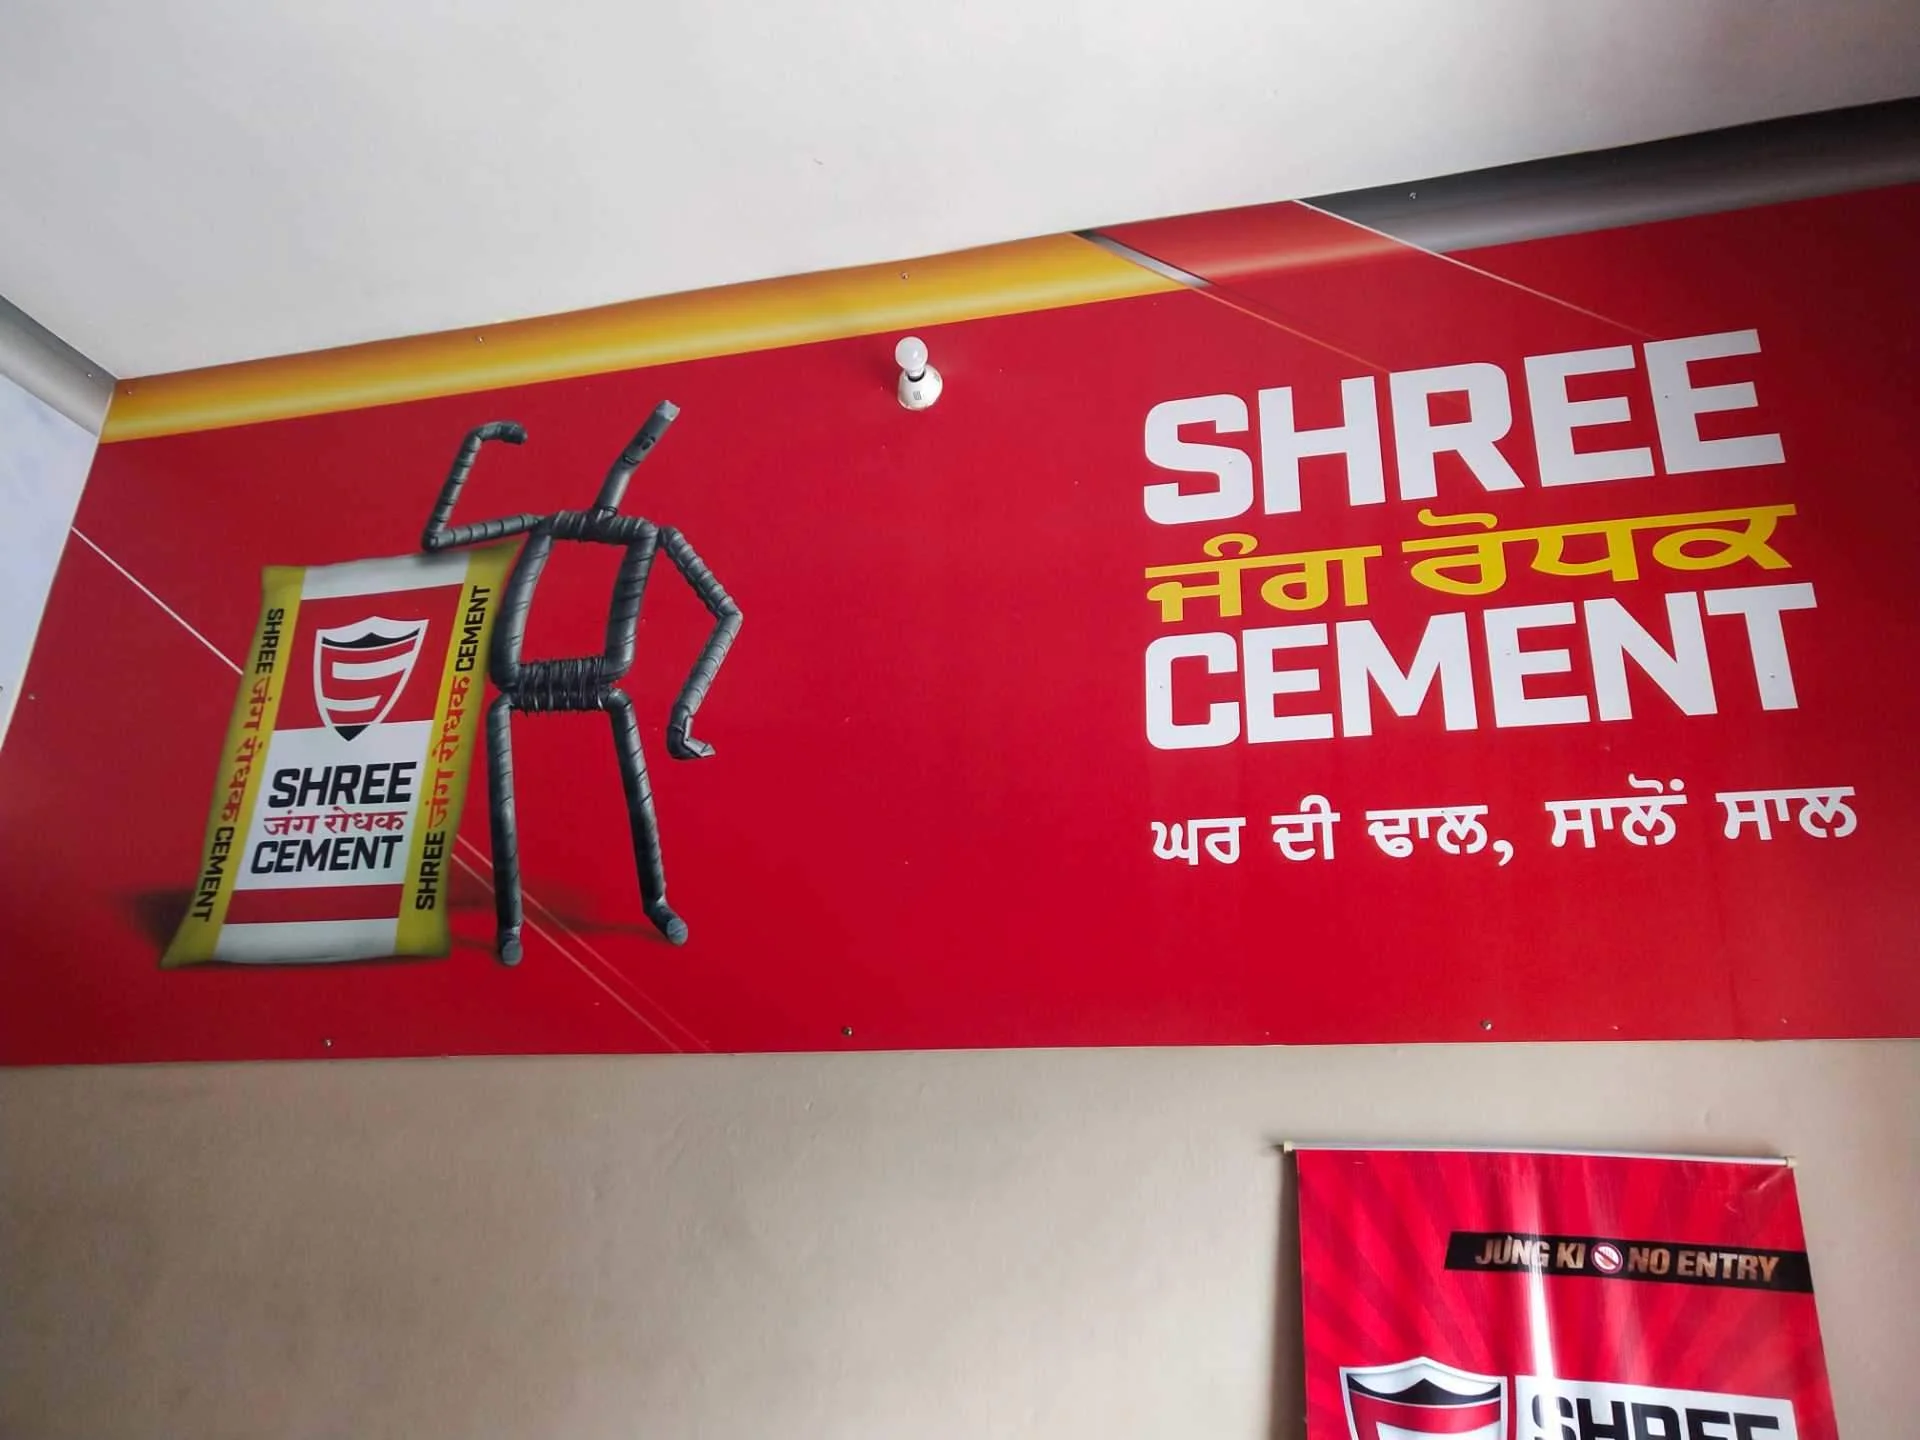 SHREE
ਜੰਗ ਰੋਧਕ
CEMENT
ਘਰ ਦੀ ਢਾਲ, ਸਾਲੋਂ ਸਾਲ
SHREE जंग रोधक CEMENT
SHREE
जंग रोधक
CEMENT
SHREE जंग रोधक CEMENT
JUNG KI NO ENTRY
SHREE